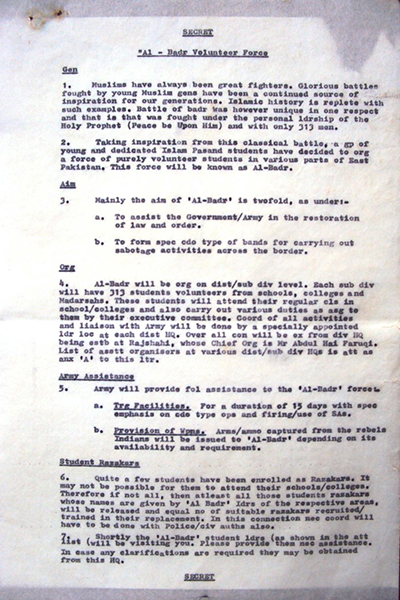 SECRET
"Al - Badr Volunteer Force
Gen
1. Muslims have always been great fighters. Glorious battles
fought by young Muslim gens have been a continued source of
inspiration for our generations. Islamic history is replete with
such examples. Battle of badr was however unique in one respect
and that is that was fought under the personal ldrship of the
Holy Prophet (Peace be Upon Him) and with only 313 men.
2. Taking inspiration from this classical battle, a gp of
young and dedicated Islam Pasand students have decided to org
a force of purely volunteer students in various parts of East
Pakistan. This force will be known as Al-Badr.
Aim
3. Mainly the aim of 'Al-Badr' is twofold, as under:-
a. To assist the Government/Army in the restoration
of law and order.
b. To form spec cdo type of bands for carrying out
sabotage activities across the border.
Org
4. Al-Badr will be org on dist/sub div level. Each sub div
will have 313 students volunteers from schools, colleges and
Madarsahs. These students will attend their regular cls in
school/colleges and also carry out various duties as asg to
them by their executive committee. Coord of all activities
and liaison with Army will be done by a specially appointed
ldr loc at each dist HQ. Over all con will be ex from div HQ
being estb at Rajshahi, whose Chief Org is Mr Abdul Hai Faruqi.
List of asstt organisers at various dist/sub div HQs is att as
anx 'A' to this ltr.
Army Assistance
5. Army will provide fol assistance to the 'Al-Badr' force:
a. Trg Facilities. For a duration of 15 days with spec
emphasis on cdo type ops and firing/use of SAs.
b. Provision of Wpns. Arms/ammo captured from the rebels
Indians will be issued to 'Al-Badr' depending on its
availability and requirement.
Student Razakars
6. Quite a few students have been enrolled as Razakars. It
may not be possible for them to attend their schools/colleges.
Therefore if not all, then atleast all those students razakars
whose names are given by 'Al Badr' ldrs of the respective areas,
will be released and equal no of suitable razakars recruited/
trained in their replacement. In this connection nec coord will
have to be done with Police/civ auths also.
7. Shortly the 'Al-Badr' student ldrs (as shown in the att
list will be visiting you. Please provide them nec assistance.
In case any clarifications are required they may be obtained
from this HQ.
SECRET